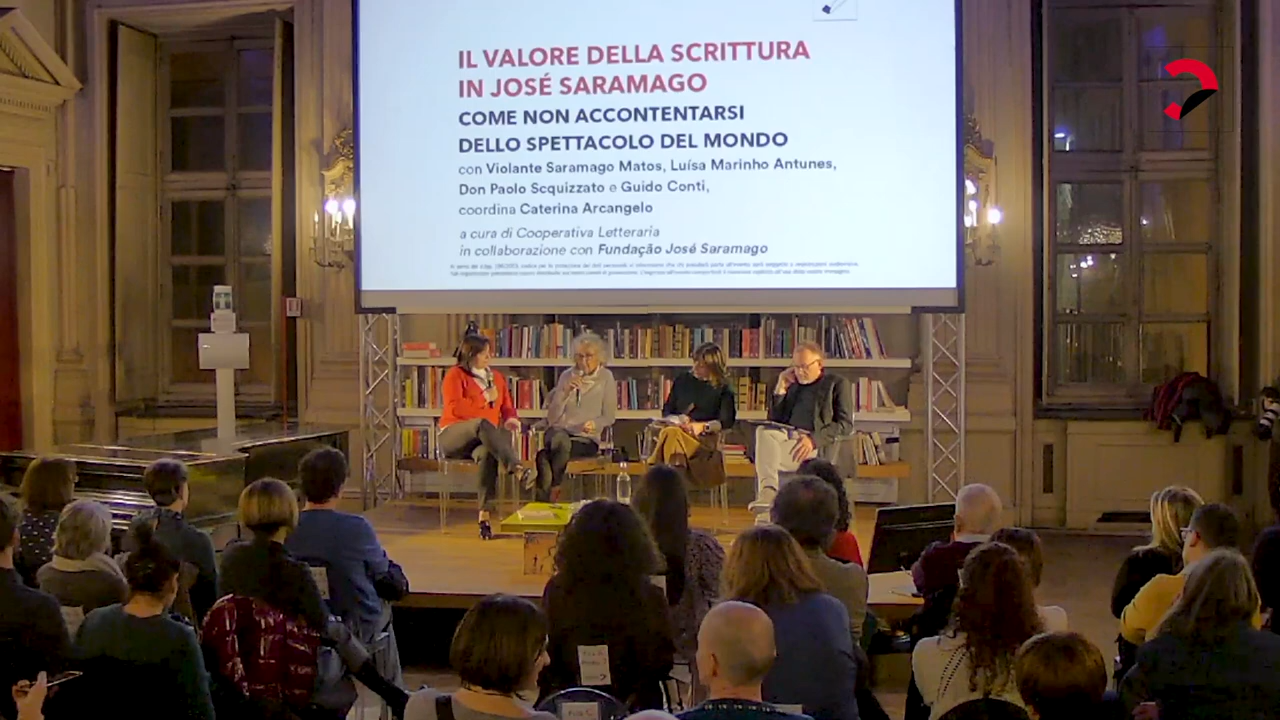 IL VALORE DELLA SCRITTURA
IN JOSÉ SARAMAGO
COME NON ACCONTENTARSI
DELLO SPETTACOLO DEL MONDO
con Violante Saramago Matos, Luísa Marinho Antunes,
Don Paolo Scquizzato e Guido Conti,
coordina Caterina Arcangelo
a cura di Cooperativa Letteraria
in collaborazione con Fundação José Saramago